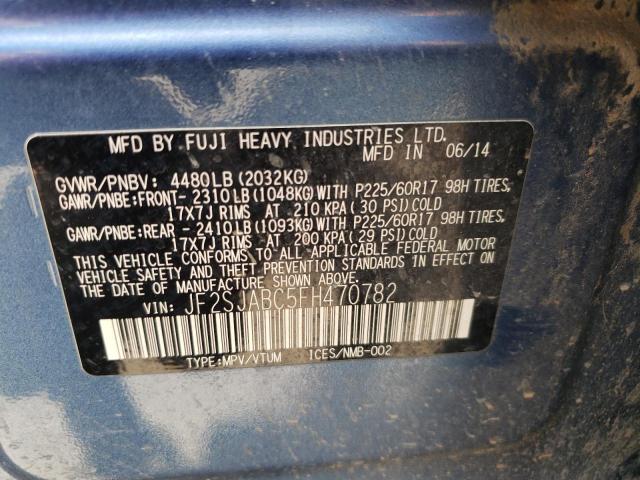 MFD BY FUJI HEAVY INDUSTRIES LTD.
MFD IN 06/14
GVWR/PNBV: 4480LB (2032KG)
GAWR/PNBE:FRONT- 2310LB (1048KG)WITH P225/60R17 98H TIRES,
17X7J RIMS AT 210 KPA ( 30 PSI) COLD
GAWR/PNBE:REAR - 2410LB (1093KG)WITH P225/60R17 98H TIRES,
17X7J RIMS AT 200 KPA ( 29 PSI) COLD
THIS VEHICLE CONFORMS TO ALL APPLICABLE FEDERAL MOTOR
VEHICLE SAFETY AND THEFT PREVENTION STANDARDS IN EFFECT ON
THE DATE OF MANUFACTURE SHOWN ABOVE.
VIN: JF2SJABC5FH470782
TYPE:MPV/VTUM ICES/NMB-002